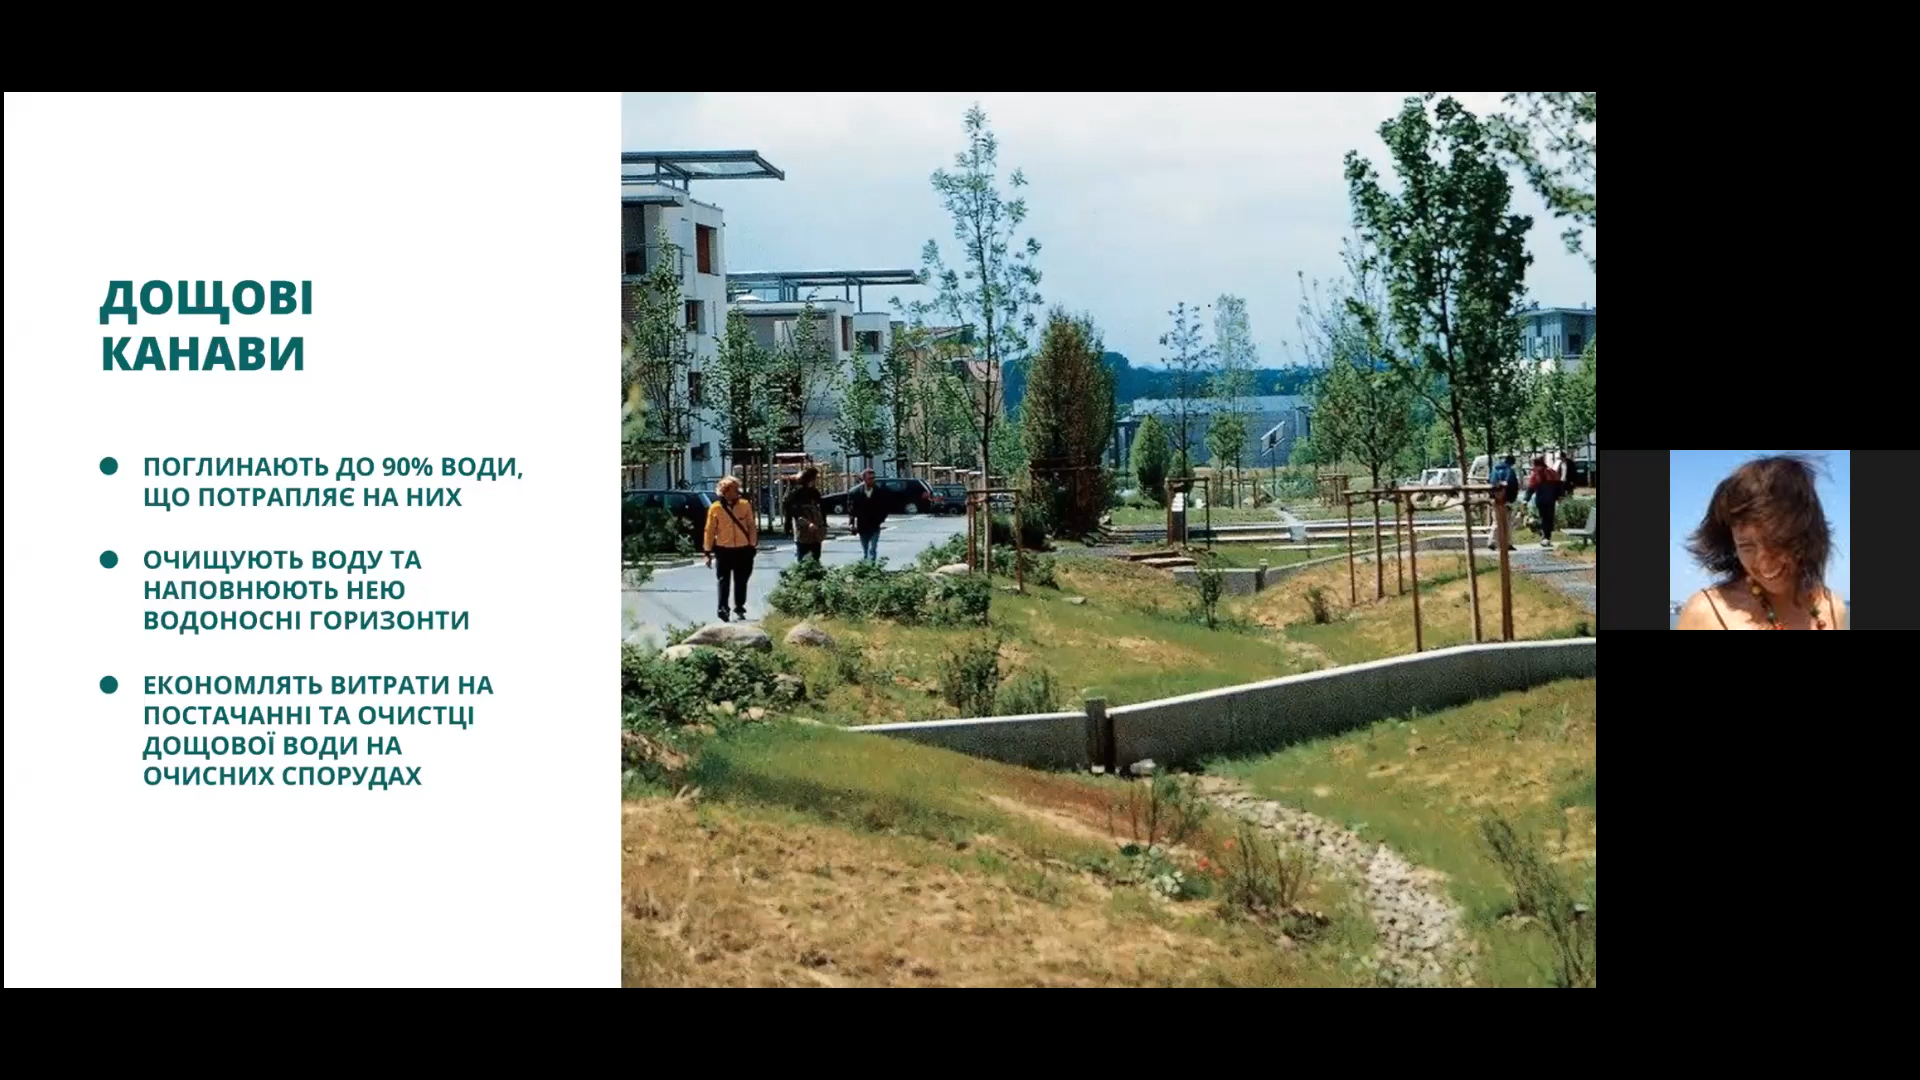 ДОЩОВІ
КАНАВИ
ПОГЛИНАЮТЬ ДО 90% ВОДИ,
ЩО ПОТРАПЛЯЄ НА НИХ
ОЧИЩУЮТЬ ВОДУ ТА
НАПОВНЮЮТЬ НЕЮ
ВОДОНОСНІ ГОРИЗОНТИ
ЕКОНОМЛЯТЬ ВИТРАТИ НА
ПОСТАЧАННІ ТА ОЧИСТЦІ
ДОЩОВОЇ ВОДИ НА
ОЧИСНИХ СПОРУДАХ